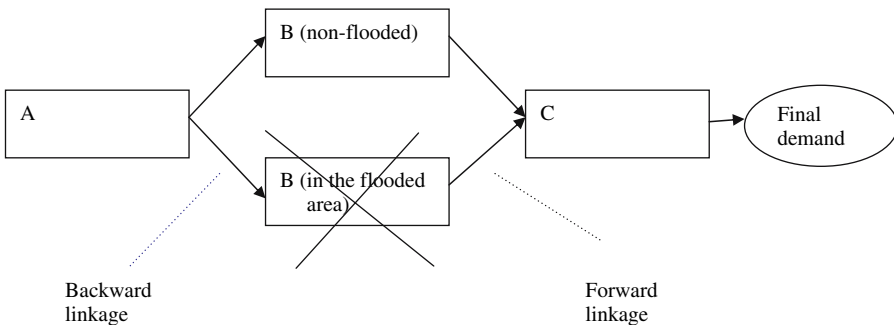 B (non-flooded)
A
C
Final
demand
B (in the flooded
area)
Backward
linkage
Forward
linkage